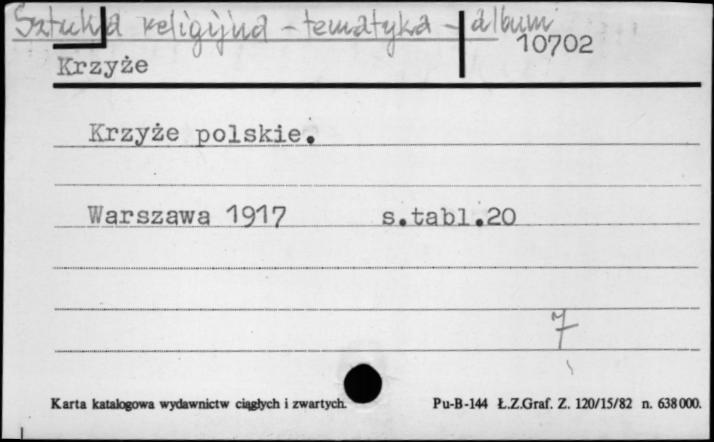 Sztuka religijna - tematyka - album
10702
Krzyże
Krzyże polskie.
Warszawa 1917 s.tabl.20
7
Karta katalogowa wydawnictw ciągłych i zwartych. Pu-B-144 Ł.Z.Graf. Z. 120/15/82 n. 638000.